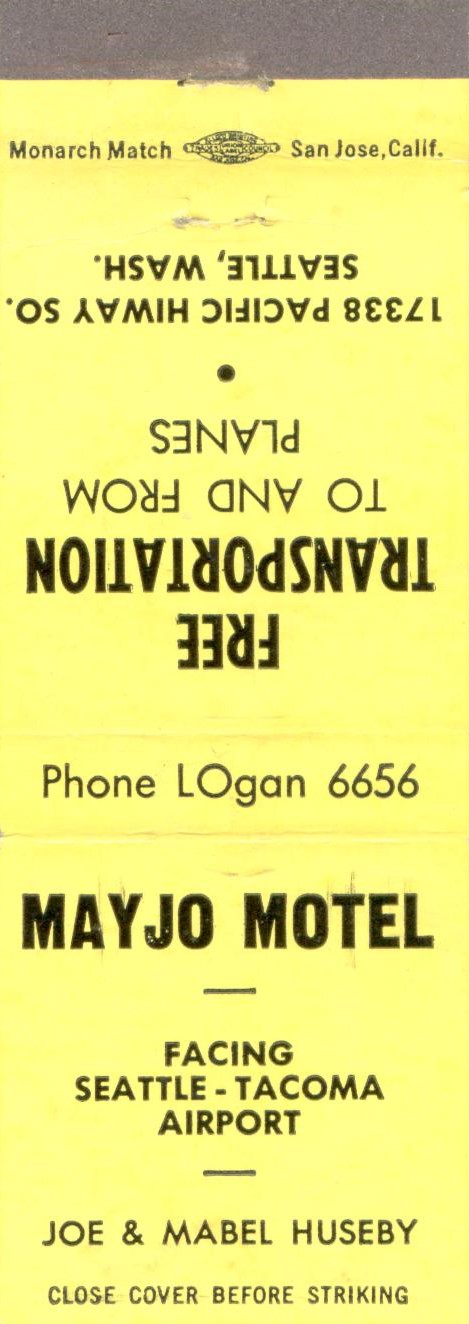 Monarch Match San Jose, Calif.
FREE
TRANSPORTATION
TO AND FROM
PLANES
•
17338 PACIFIC HIWAY SO.
SEATTLE, WASH.
Phone LOgan 6656
MAYJO MOTEL
FACING
SEATTLE - TACOMA
AIRPORT
JOE & MABEL HUSEBY
CLOSE COVER BEFORE STRIKING